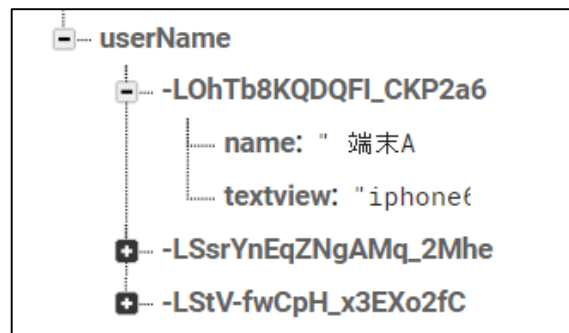 userName
-LOhTb8KQDQFI_CKP2a6
name: " 端末A
textview: "iphone6
-LSsrYnEqZNgAMq_2Mhe
-LStV-fwCpH_x3EXo2fC